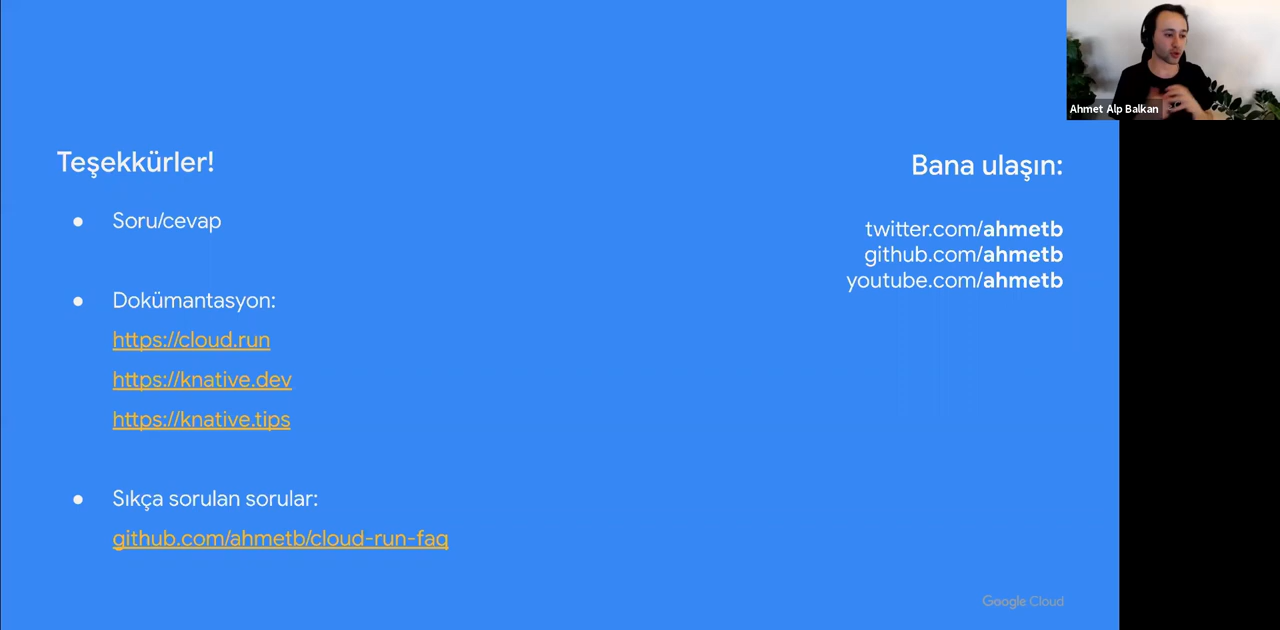 Ahmet Alp Balkan
Teşekkürler!
Soru/cevap
Dokümantasyon:
https://cloud.run
https://knative.dev
https://knative.tips
Sıkça sorulan sorular:
github.com/ahmetb/cloud-run-faq
Bana ulaşın:
twitter.com/ahmetb
github.com/ahmetb
youtube.com/ahmetb
Google Cloud